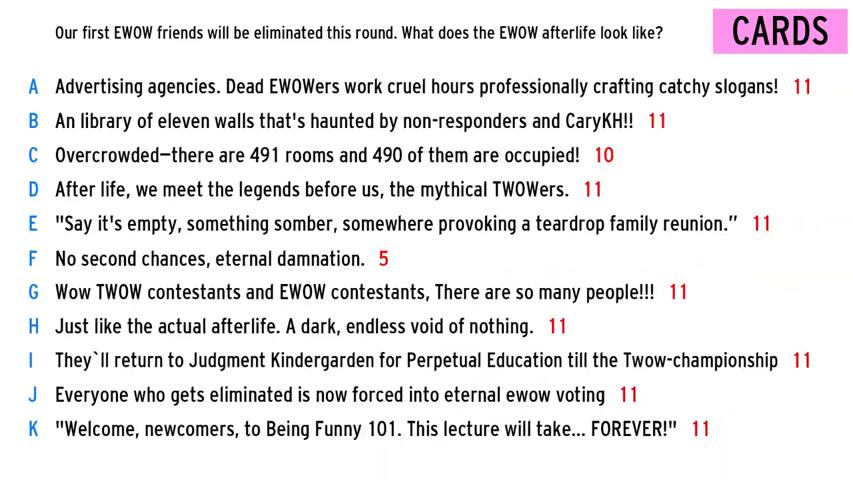 Our first EWOW friends will be eliminated this round. What does the EWOW afterlife look like?
CARDS
A Advertising agencies. Dead EWOWers work cruel hours professionally crafting catchy slogans! 11
B An library of eleven walls that's haunted by non-responders and CaryKH!! 11
C Overcrowded—there are 491 rooms and 490 of them are occupied! 10
D After life, we meet the legends before us, the mythical TWOWers. 11
E "Say it's empty, something somber, somewhere provoking a teardrop family reunion.” 11
F No second chances, eternal damnation. 5
G Wow TWOW contestants and EWOW contestants, There are so many people!!! 11
H Just like the actual afterlife. A dark, endless void of nothing. 11
I They`ll return to Judgment Kindergarden for Perpetual Education till the Twow-championship 11
J Everyone who gets eliminated is now forced into eternal ewow voting 11
K "Welcome, newcomers, to Being Funny 101. This lecture will take... FOREVER!" 11